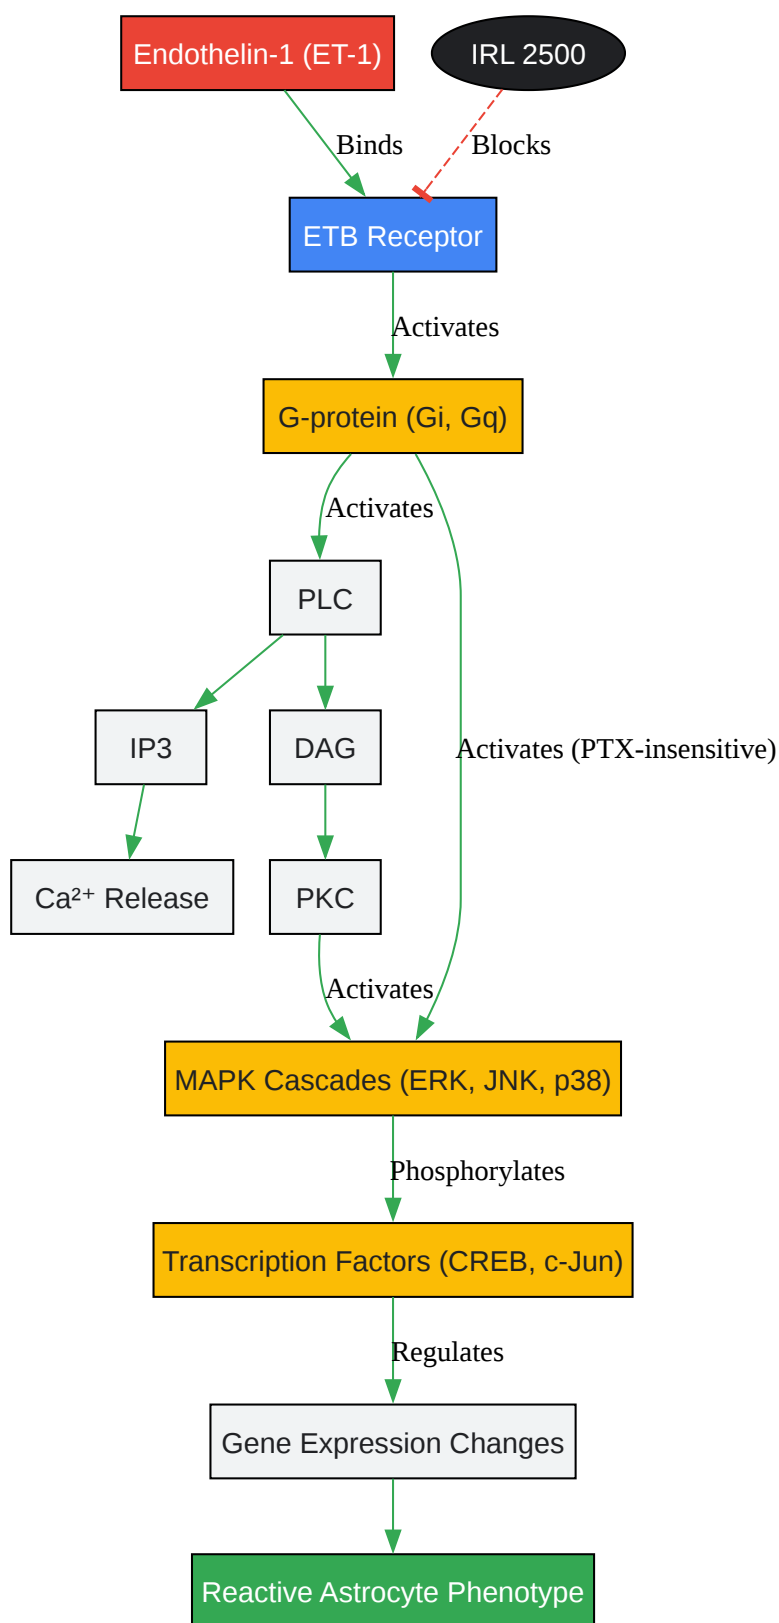 Endothelin-1 (ET-1)
IRL 2500
Binds
Blocks
ETB Receptor
Activates
G-protein (Gi, Gq)
Activates
PLC
IP3
DAG
Activates (PTX-insensitive)
Ca²⁺ Release
PKC
Activates
MAPK Cascades (ERK, JNK, p38)
Phosphorylates
Transcription Factors (CREB, c-Jun)
Regulates
Gene Expression Changes
Reactive Astrocyte Phenotype